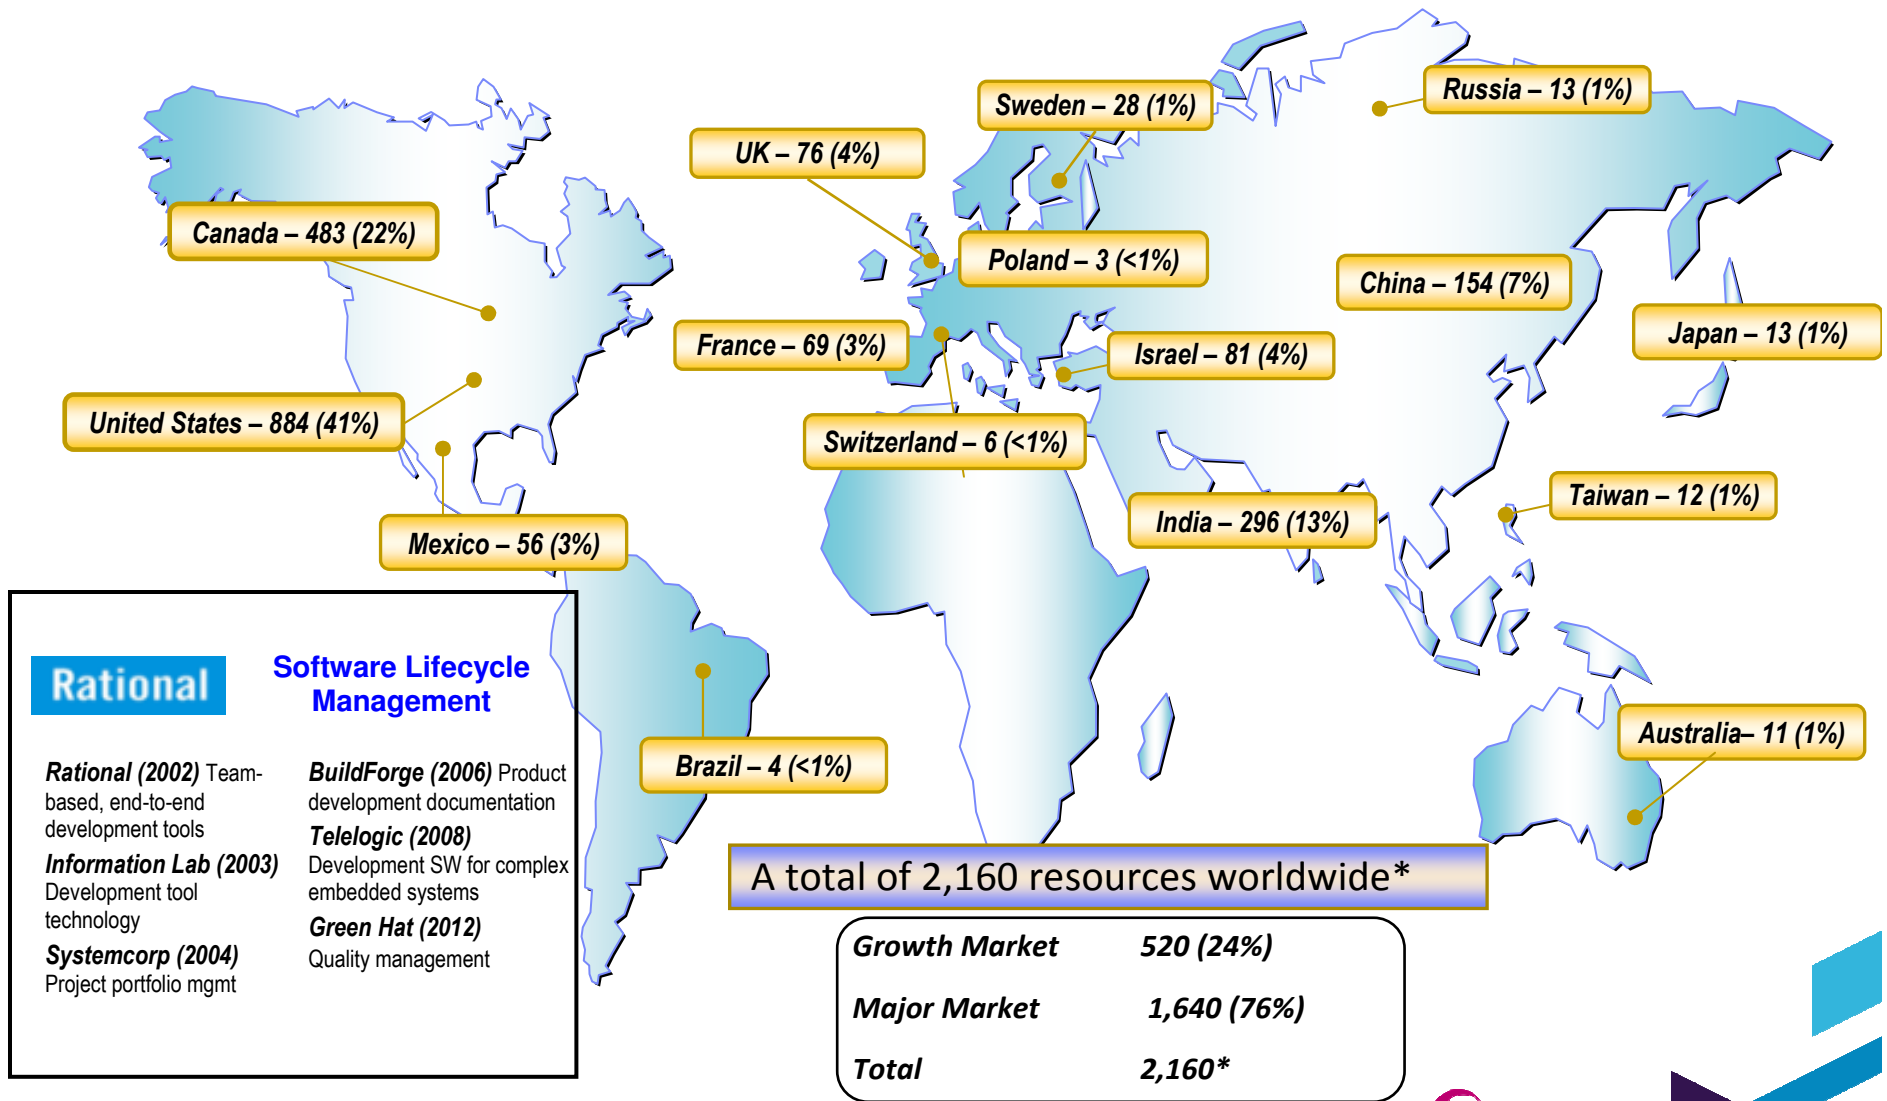 Russia – 13 (1%)
Sweden – 28 (1%)
UK – 76 (4%)
Canada – 483 (22%)
Poland – 3 (<1%)
China – 154 (7%)
Japan – 13 (1%)
France – 69 (3%)
Israel – 81 (4%)
United States – 884 (41%)
Switzerland – 6 (<1%)
Taiwan – 12 (1%)
India – 296 (13%)
Mexico – 56 (3%)
Australia– 11 (1%)
Brazil – 4 (<1%)
Rational
Software Lifecycle
Management
Rational (2002) Team-
based, end-to-end
development tools
Information Lab (2003)
Development tool
technology
Systemcorp (2004)
Project portfolio mgmt
BuildForge (2006) Product
development documentation
Telelogic (2008)
Development SW for complex
embedded systems
Green Hat (2012)
Quality management
A total of 2,160 resources worldwide*
Growth Market 520 (24%)
Major Market 1,640 (76%)
Total 2,160*